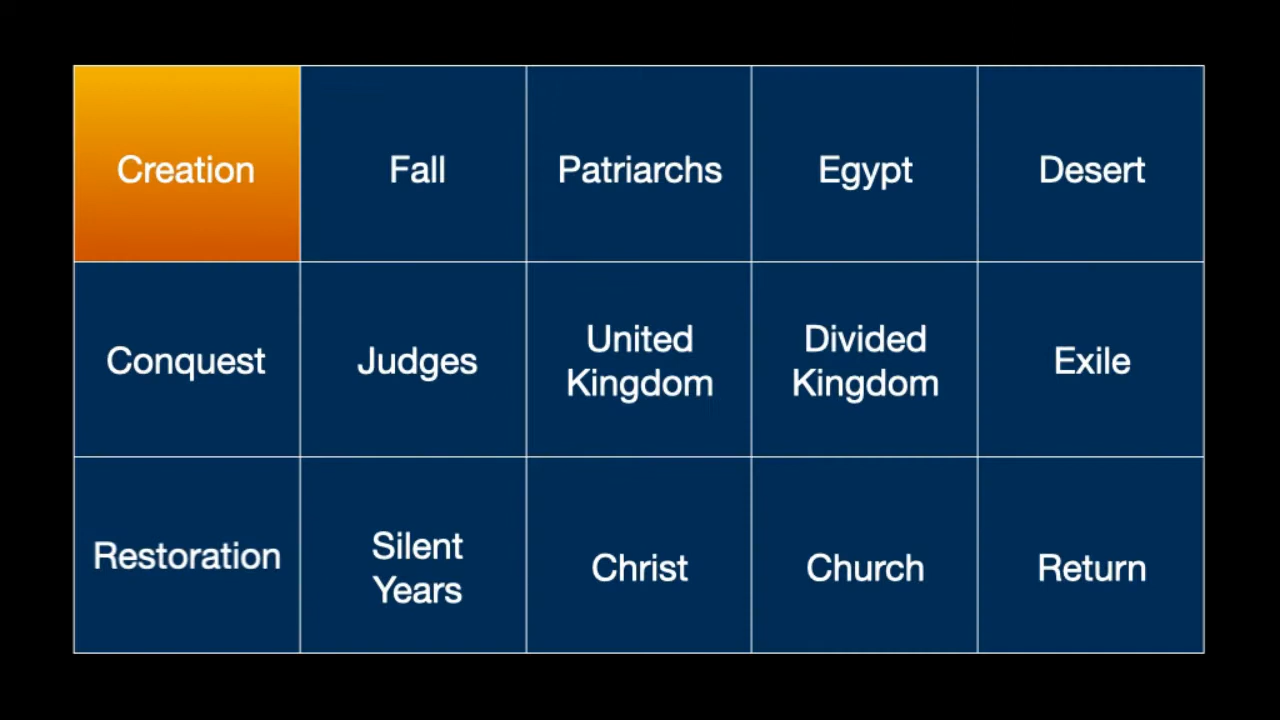 Creation
Fall
Patriarchs
Egypt
Desert
Conquest
Judges
United
Kingdom
Divided
Kingdom
Exile
Restoration
Silent
Years
Christ
Church
Return